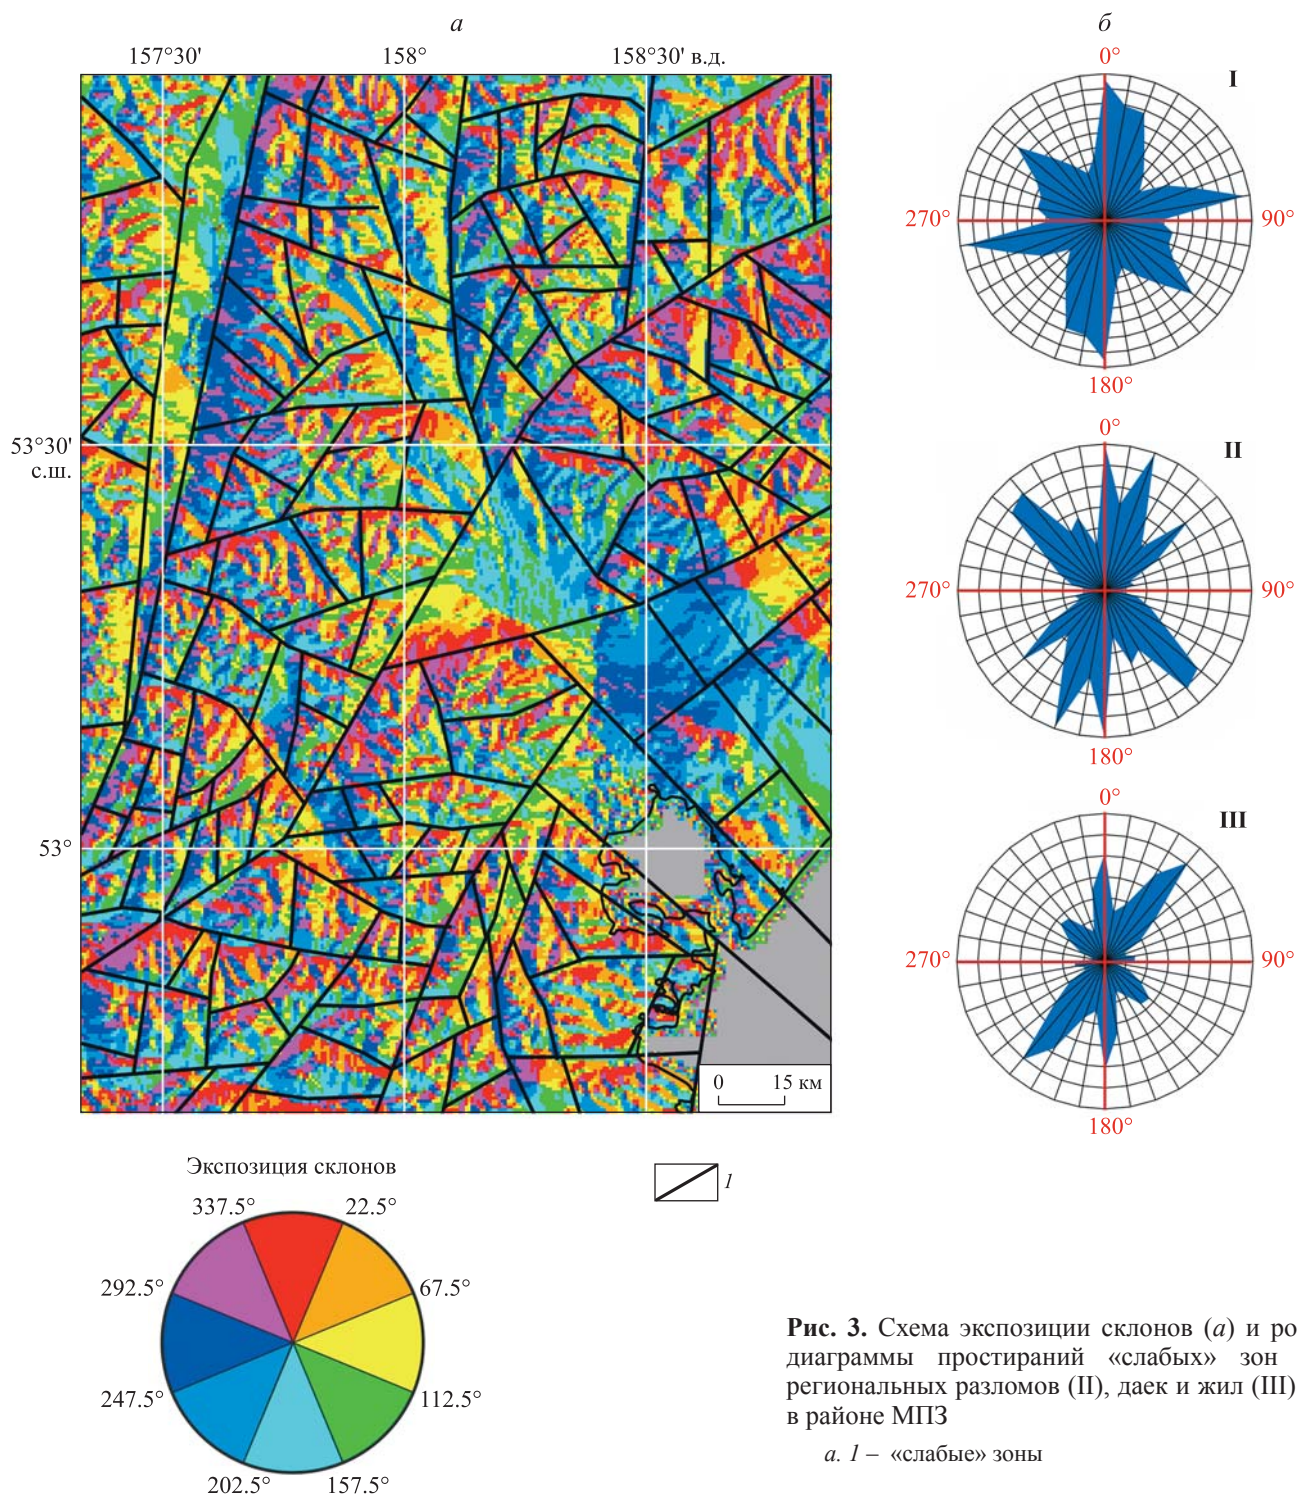 а
б
157°30'
158°
158°30' в.д.
53°30'
с.ш.
53°
0 15 км
0°
I
270°
90°
180°
0°
II
270°
90°
180°
0°
III
270°
90°
180°
Экспозиция склонов
337.5°
22.5°
292.5°
67.5°
247.5°
112.5°
202.5°
157.5°
1
Рис. 3. Схема экспозиции склонов (а) и ро
диаграммы простираний «слабых» зон
региональных разломов (II), даек и жил (III)
в районе МПЗ
а. 1 – «слабые» зоны